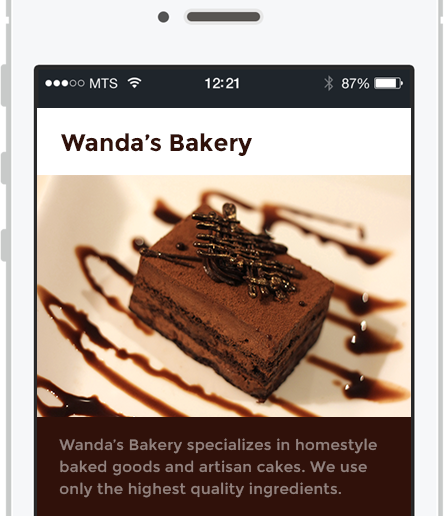 MTS 12:21 87%
Wanda’s Bakery
Wanda’s Bakery specializes in homestyle
baked goods and artisan cakes. We use
only the highest quality ingredients.